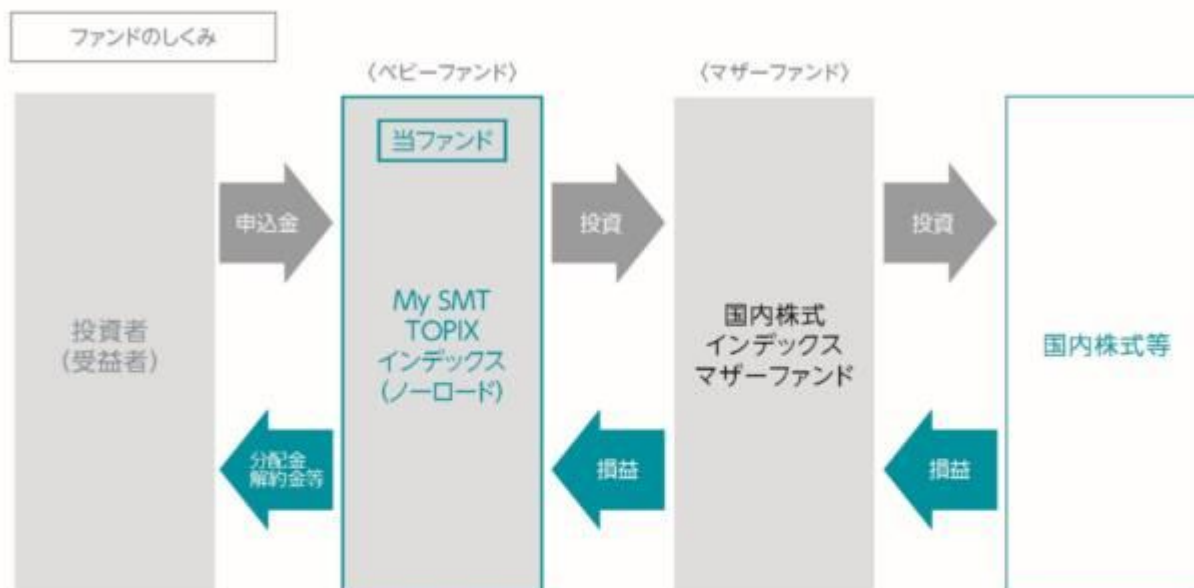 ファンドのしくみ
〈ベビーファンド〉
〈マザーファンド〉
当ファンド
申込金
投資
投資
投資者
(受益者)
My SMT
TOPIX
インデックス
(ノーロード)
国内株式
インデックス
マザーファンド
国内株式等
分配金
解約金等
損益
損益